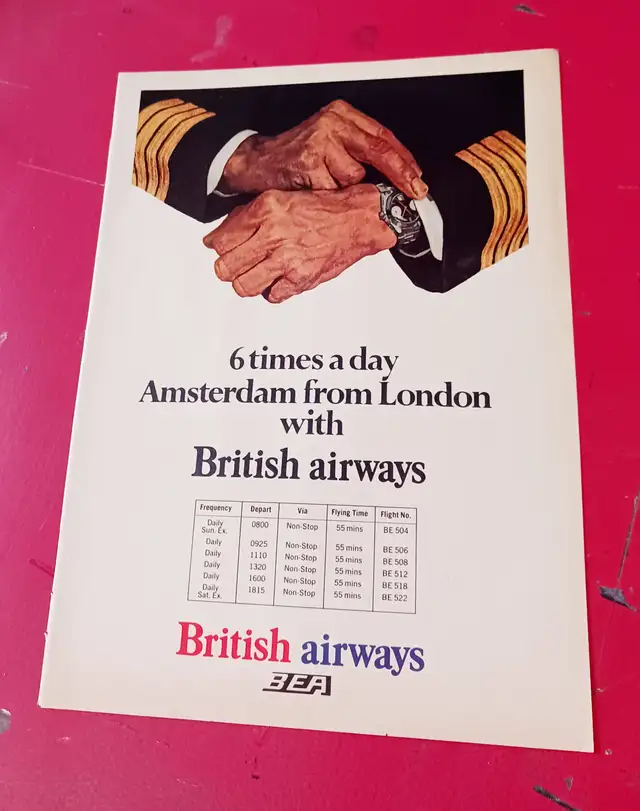 6 times a day
Amsterdam from London
with
British airways
Frequency Depart Via Flying Time Flight No.
Daily Sun. Ex. 0800 Non-Stop 55 mins BE 504
Daily 0925 Non-Stop 55 mins BE 506
Daily 1110 Non-Stop 55 mins BE 508
Daily 1320 Non-Stop 55 mins BE 512
Daily 1600 Non-Stop 55 mins BE 518
Daily Sat. Ex. 1815 Non-Stop 55 mins BE 522
British airways
BEA